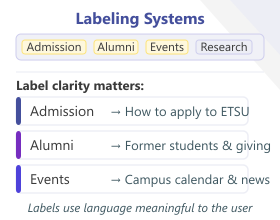 Labeling Systems
Admission Alumni Events Research
Label clarity matters:
Admission → How to apply to ETSU
Alumni → Former students & giving
Events → Campus calendar & news
Labels use language meaningful to the user